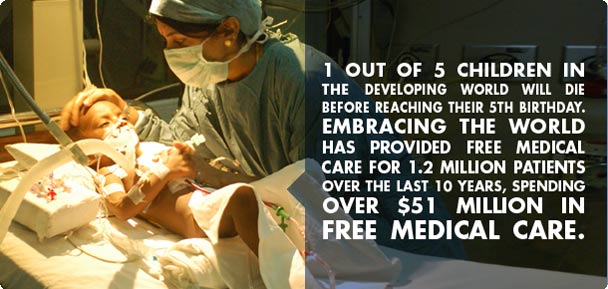 1 OUT OF 5 CHILDREN IN
THE DEVELOPING WORLD WILL DIE
BEFORE REACHING THEIR 5TH BIRTHDAY.
EMBRACING THE WORLD
HAS PROVIDED FREE MEDICAL
CARE FOR 1.2 MILLION PATIENTS
OVER THE LAST 10 YEARS, SPENDING
OVER $51 MILLION IN
FREE MEDICAL CARE.